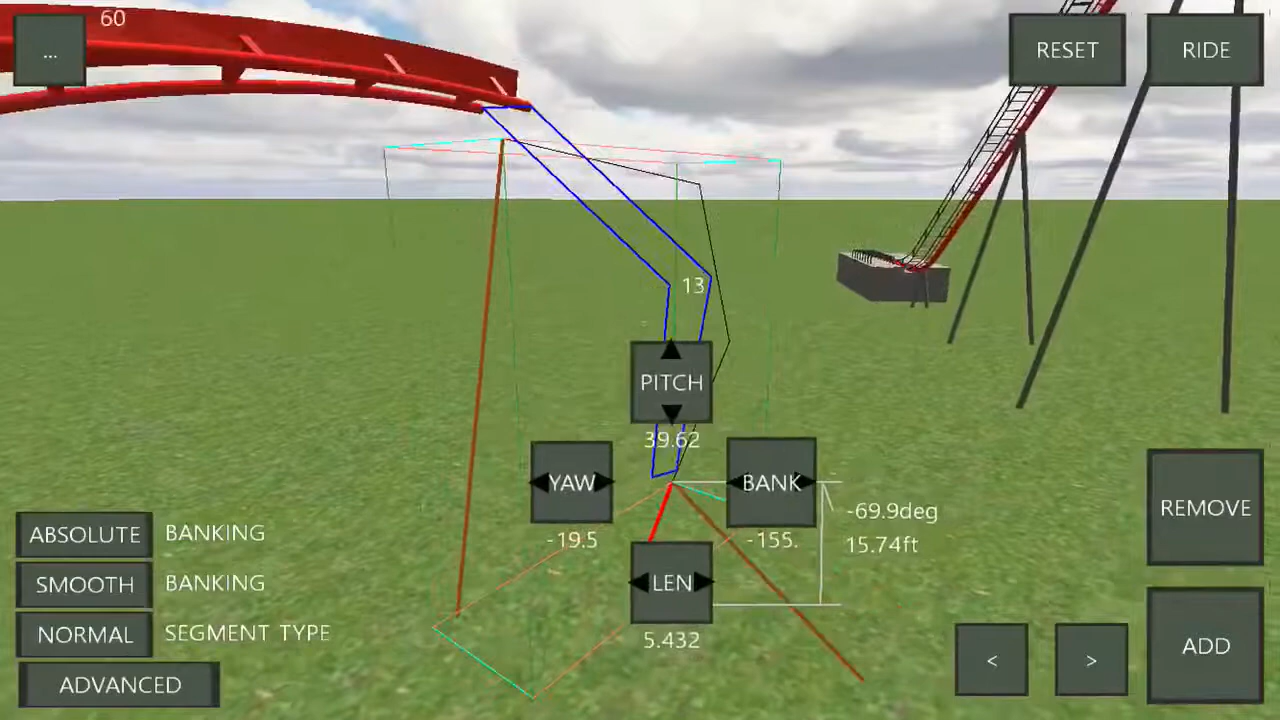 ...
60
RESET
RIDE
13
PITCH
39.62
YAW
-19.5
BANK
-155.
-69.9deg
15.74ft
LEN
5.432
ABSOLUTE BANKING
SMOOTH BANKING
NORMAL SEGMENT TYPE
ADVANCED
REMOVE
< >
ADD